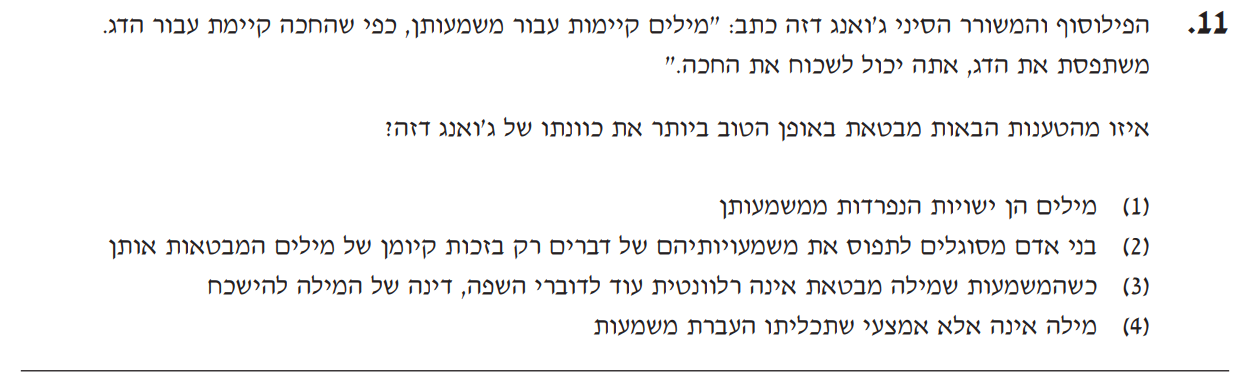 11. הפילוסוף והמשורר הסיני ג'ואנג דזה כתב: "מילים קיימות עבור משמעותן, כפי שהחכה קיימת עבור הדג.
משתפסת את הדג, אתה יכול לשכוח את החכה."
איזו מהטענות הבאות מבטאת באופן הטוב ביותר את כוונתו של ג'ואנג דזה?
(1) מילים הן ישויות הנפרדות ממשמעותן
(2) בני אדם מסוגלים לתפוס את משמעויותיהם של דברים רק בזכות קיומן של מילים המבטאות אותן
(3) כשהמשמעות שמילה מבטאת אינה רלוונטית עוד לדוברי השפה, דינה של המילה להישכח
(4) מילה אינה אלא אמצעי שתכליתו העברת משמעות